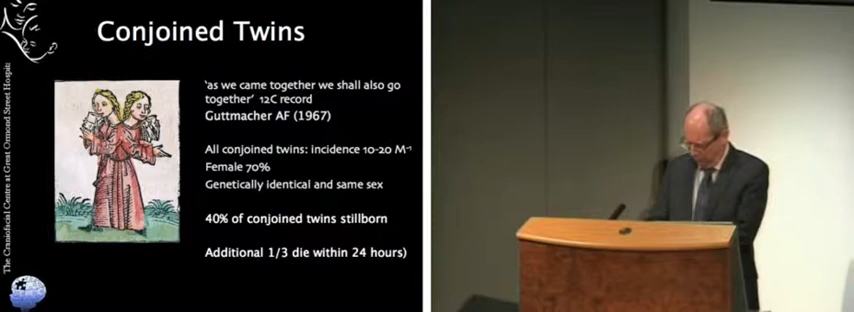 Conjoined Twins
'as we came together we shall also go
together' 12C record
Guttmacher AF (1967)
All conjoined twins: incidence 10-20 M⁻¹
Female 70%
Genetically identical and same sex
40% of conjoined twins stillborn
Additional 1/3 die within 24 hours)
The Craniofacial Centre at Great Ormond Street Hospit